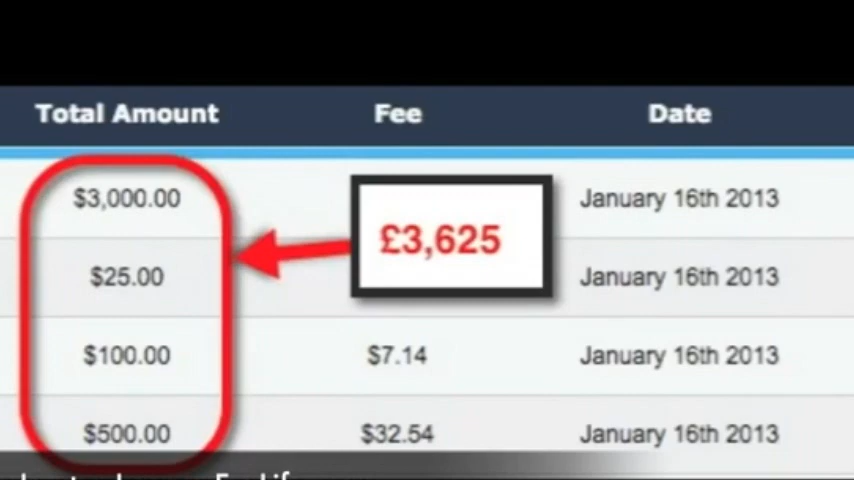 Total Amount Fee Date
$3,000.00 January 16th 2013
£3,625
$25.00 January 16th 2013
$100.00 $7.14 January 16th 2013
$500.00 $32.54 January 16th 2013